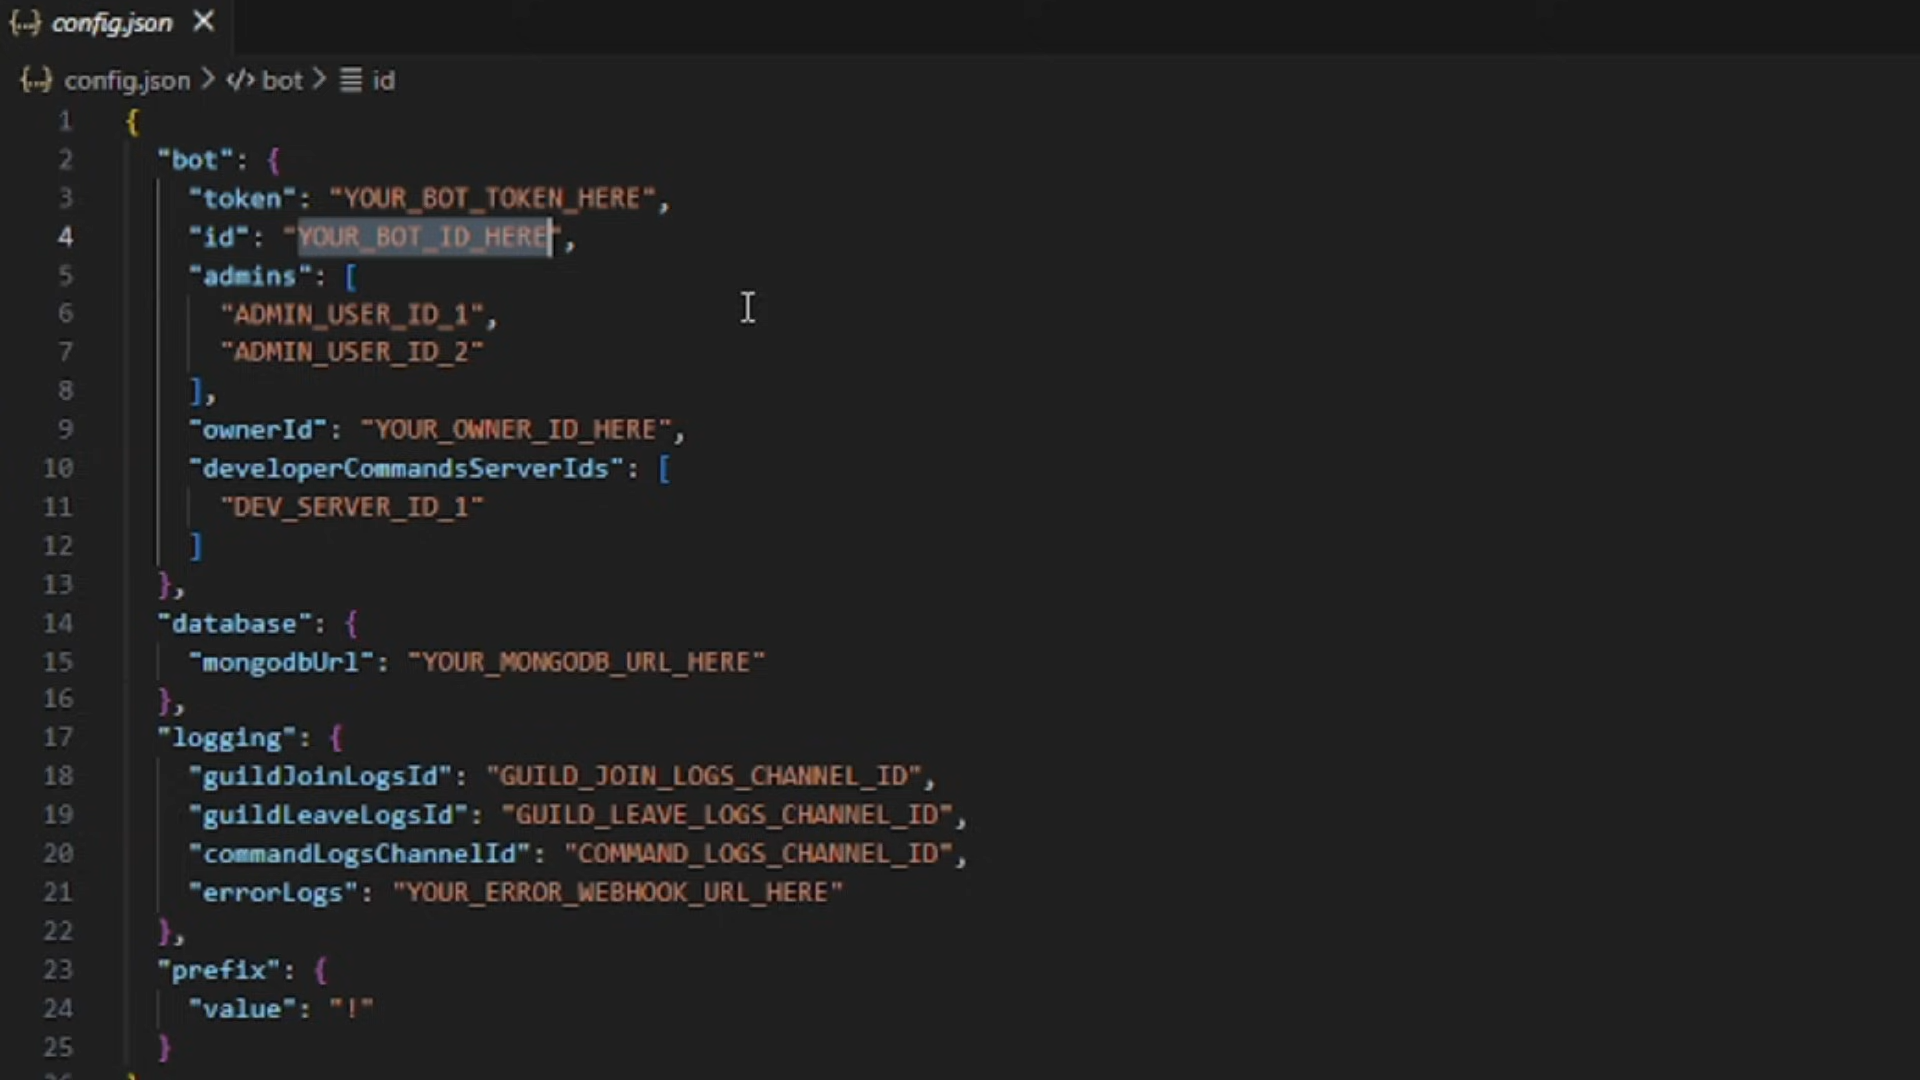 {...} config.json X
{...} config.json > </> bot > id
1 {
2 "bot": {
3 "token": "YOUR_BOT_TOKEN_HERE",
4 "id": "YOUR_BOT_ID_HERE",
5 "admins": [
6 "ADMIN_USER_ID_1",
7 "ADMIN_USER_ID_2"
8 ],
9 "ownerId": "YOUR_OWNER_ID_HERE",
10 "developerCommandsServerIds": [
11 "DEV_SERVER_ID_1"
12 ]
13 },
14 "database": {
15 "mongodbUrl": "YOUR_MONGODB_URL_HERE"
16 },
17 "logging": {
18 "guildJoinLogsId": "GUILD_JOIN_LOGS_CHANNEL_ID",
19 "guildLeaveLogsId": "GUILD_LEAVE_LOGS_CHANNEL_ID",
20 "commandLogsChannelId": "COMMAND_LOGS_CHANNEL_ID",
21 "errorLogs": "YOUR_ERROR_WEBHOOK_URL_HERE"
22 },
23 "prefix": {
24 "value": "!"
25 }